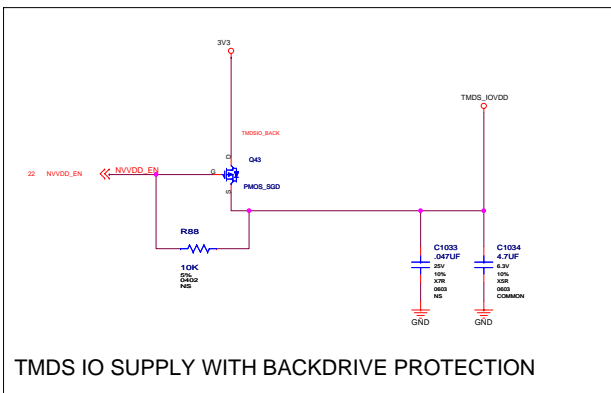 3V3
TMDS_IOVDD
TMDSIO_BACK
D
Q43
22 NVVDD_EN NVVDD_EN
G
PMOS_SGD
S
R88
10K
5%
0402
NS
C1033
.047UF
25V
10%
X7R
0603
NS
C1034
4.7UF
6.3V
10%
X5R
0603
COMMON
GND
GND
TMDS IO SUPPLY WITH BACKDRIVE PROTECTION